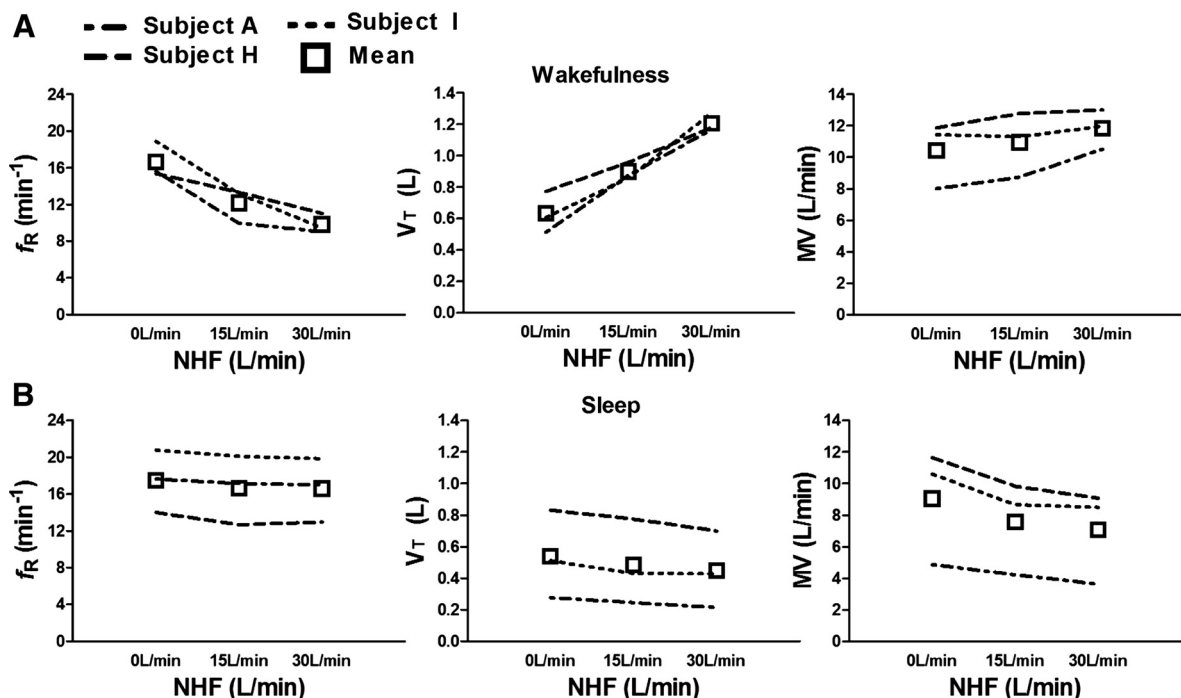 A
Subject A
Subject I
Subject H
Mean
Wakefulness
fR (min⁻¹)
24
20
16
12
8
4
0
0L/min 15L/min 30L/min
NHF (L/min)
VT (L)
1.4
1.2
1.0
0.8
0.6
0.4
0.2
0.0
0L/min 15L/min 30L/min
NHF (L/min)
MV (L/min)
14
12
10
8
6
4
2
0
0L/min 15L/min 30L/min
NHF (L/min)
B
Sleep
fR (min⁻¹)
24
20
16
12
8
4
0
0L/min 15L/min 30L/min
NHF (L/min)
VT (L)
1.4
1.2
1.0
0.8
0.6
0.4
0.2
0.0
0L/min 15L/min 30L/min
NHF (L/min)
MV (L/min)
14
12
10
8
6
4
2
0
0L/min 15L/min 30L/min
NHF (L/min)